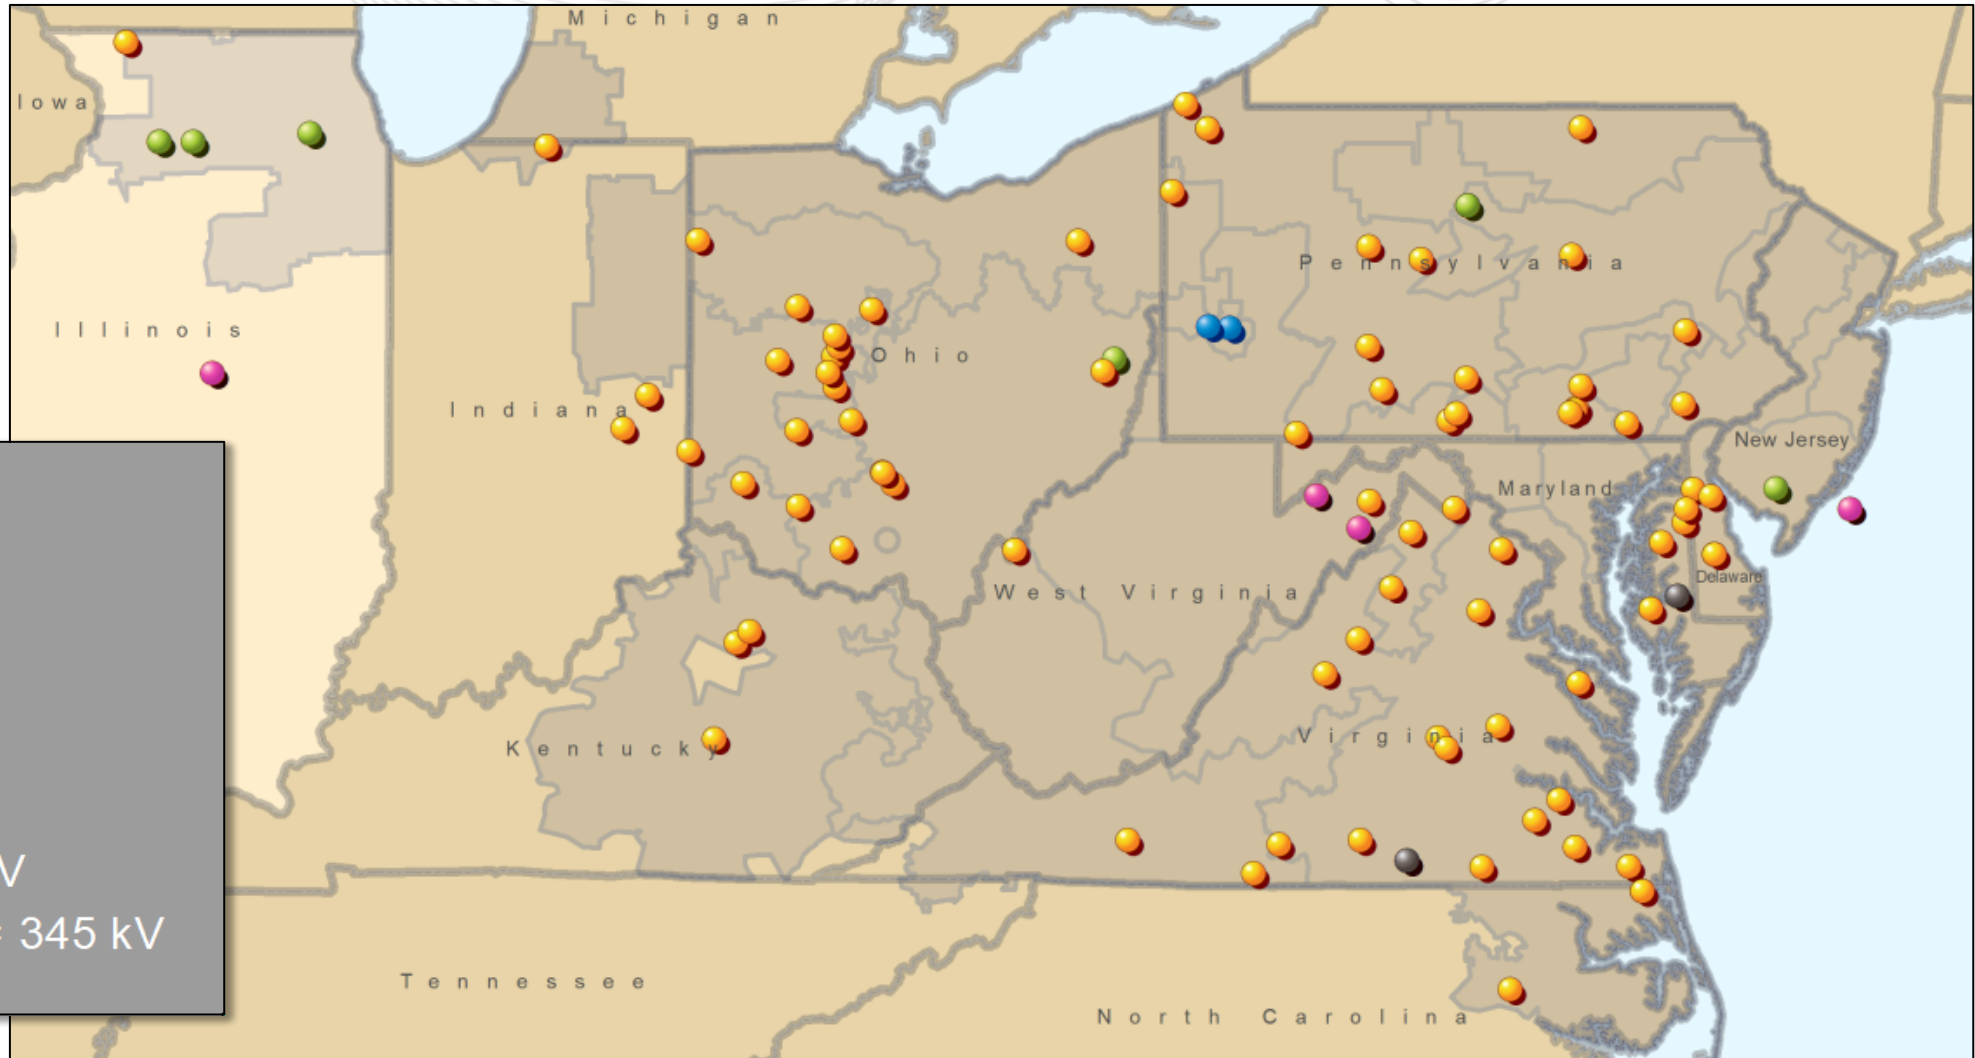 Michigan
Iowa
Pennsylvania
Illinois
Ohio
Indiana
New Jersey
Maryland
Delaware
West Virginia
Virginia
Kentucky
V
345 kV
Tennessee
North Carolina